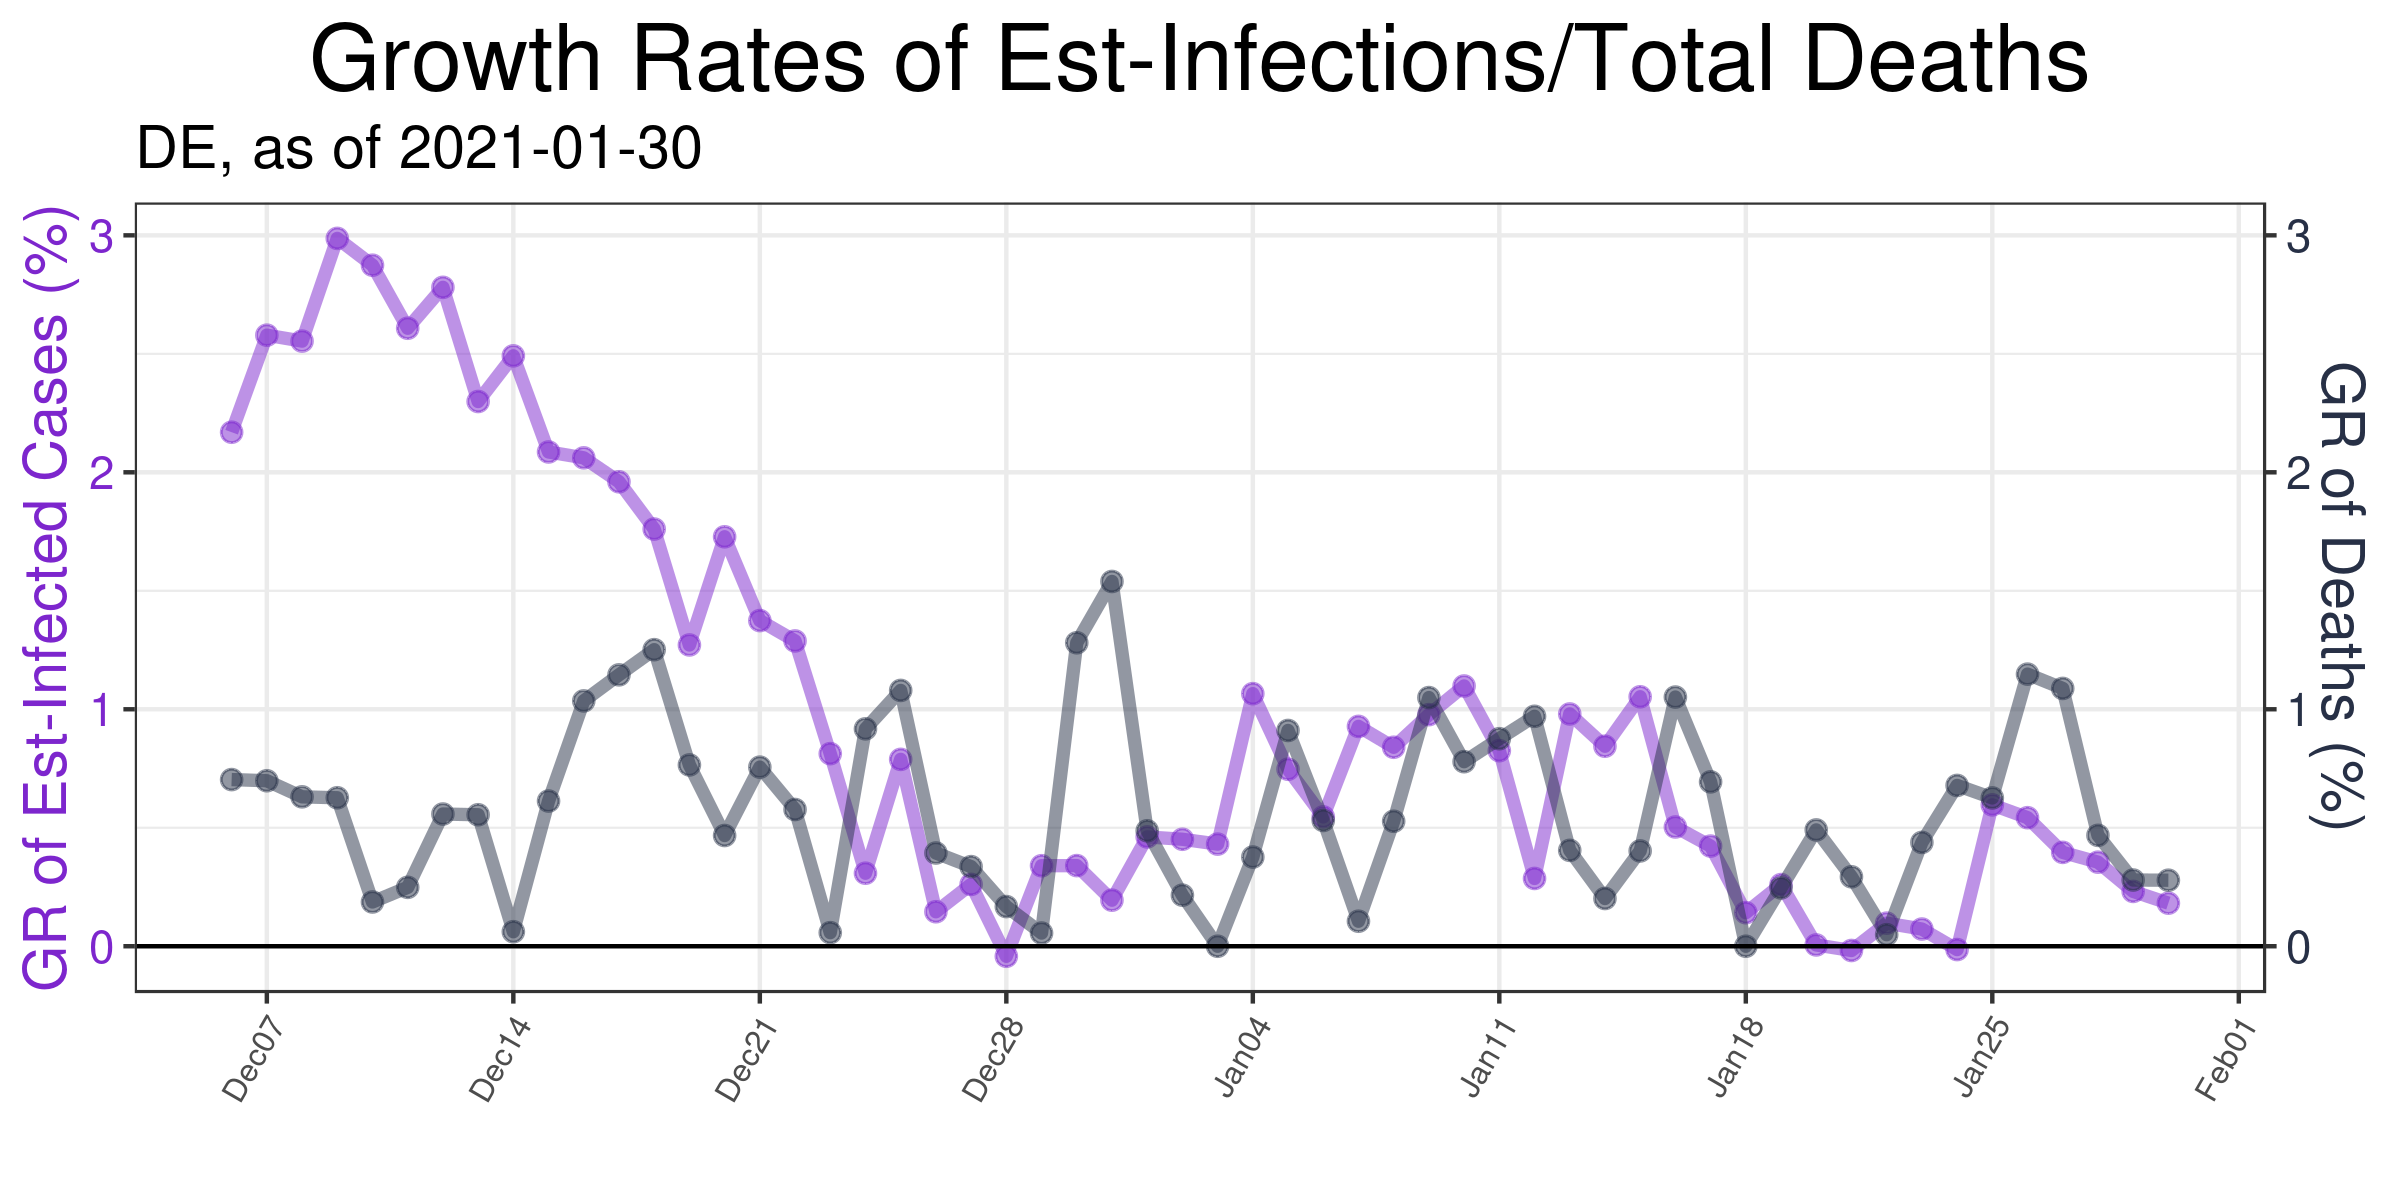 Growth Rates of Est-Infections/Total Deaths
DE, as of 2021-01-30
GR of Est-Infected Cases (%)
3
2
1
0
3
2
1
0
GR of Deaths (%)
Dec07
Dec14
Dec21
Dec28
Jan04
Jan11
Jan18
Jan25
Feb01